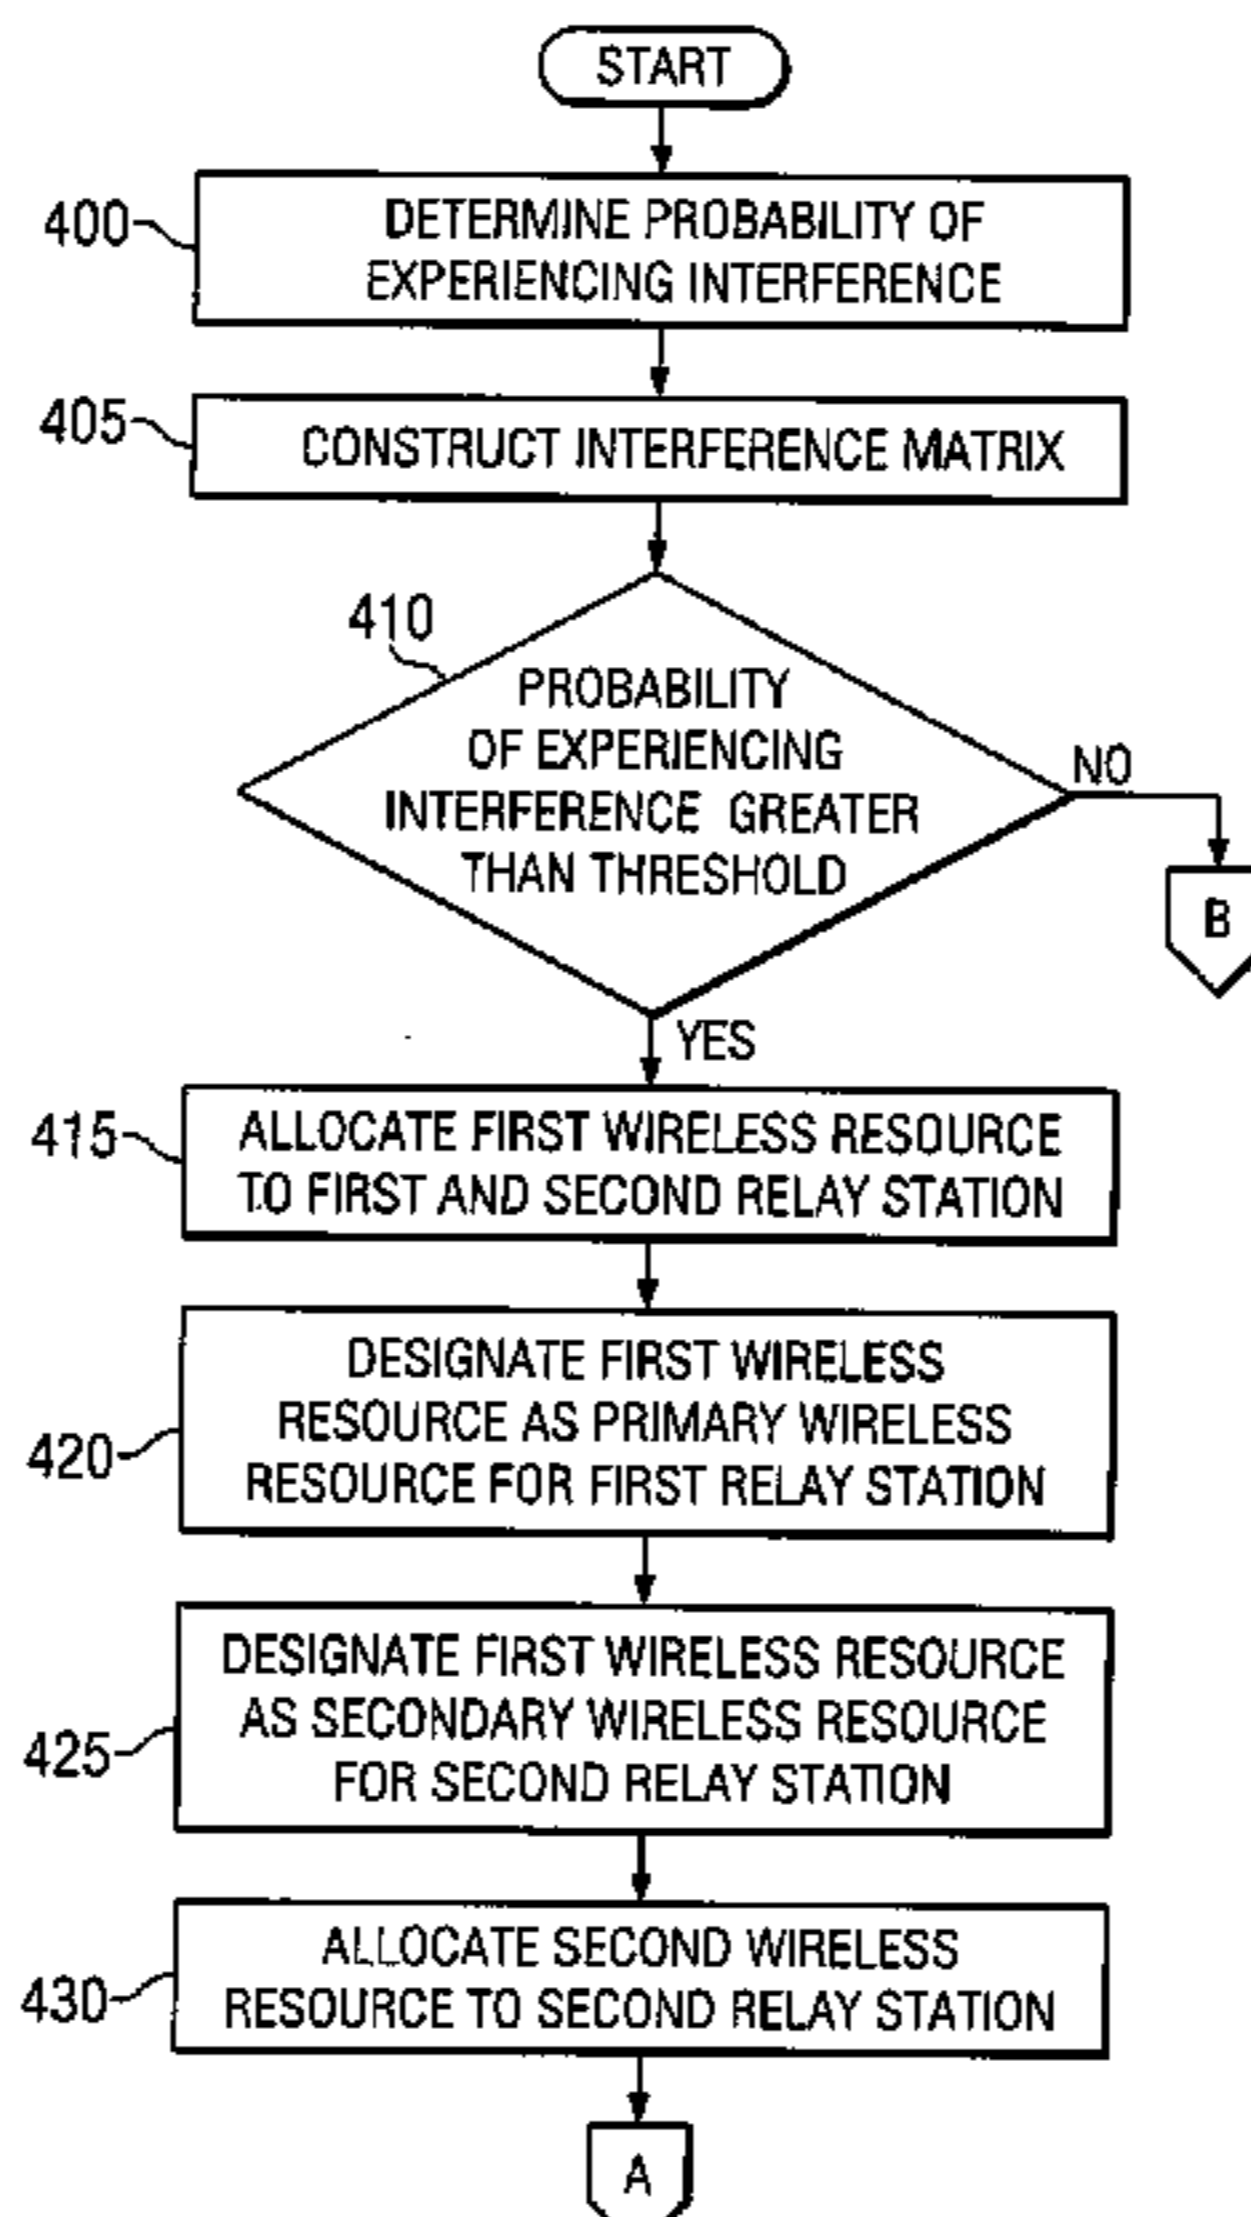 START
400
DETERMINE PROBABILITY OF
EXPERIENCING INTERFERENCE
405
CONSTRUCT INTERFERENCE MATRIX
410
PROBABILITY
OF EXPERIENCING
INTERFERENCE GREATER
THAN THRESHOLD
NO
B
YES
415
ALLOCATE FIRST WIRELESS RESOURCE
TO FIRST AND SECOND RELAY STATION
420
DESIGNATE FIRST WIRELESS
RESOURCE AS PRIMARY WIRELESS
RESOURCE FOR FIRST RELAY STATION
425
DESIGNATE FIRST WIRELESS RESOURCE
AS SECONDARY WIRELESS RESOURCE
FOR SECOND RELAY STATION
430
ALLOCATE SECOND WIRELESS
RESOURCE TO SECOND RELAY STATION
A